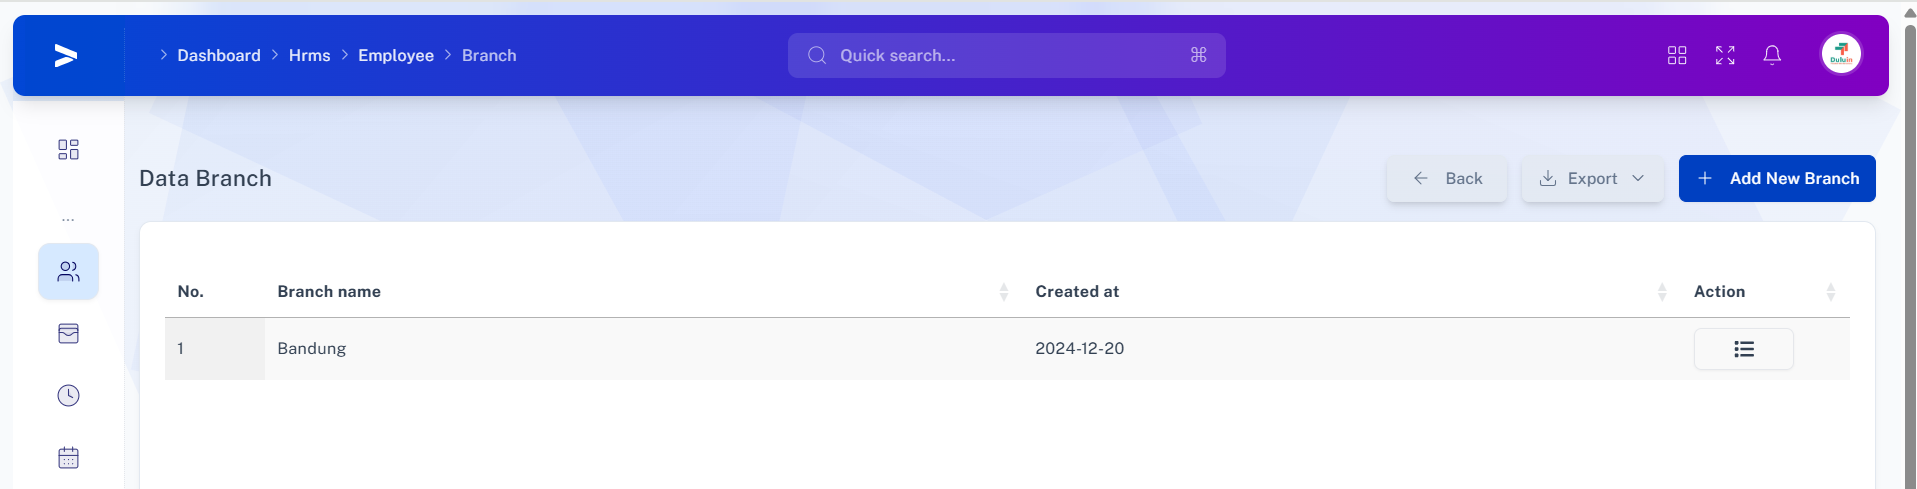 Dashboard Hrms Employee Branch
Quick search...
Duluin
...
Data Branch
Back
Export
Add New Branch
No. Branch name Created at Action
1 Bandung 2024-12-20